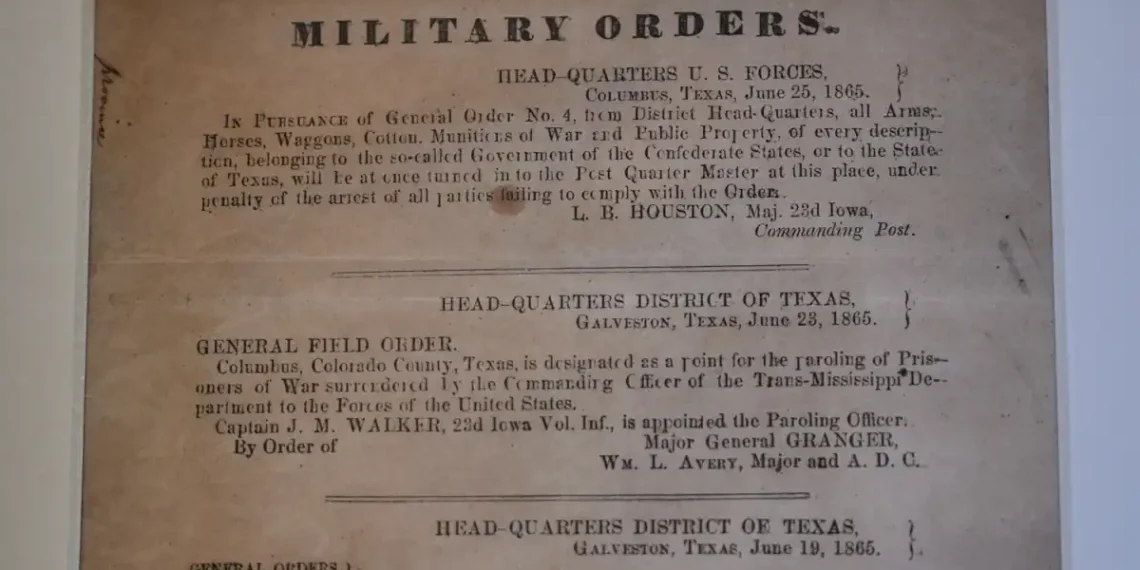 MILITARY ORDERS.
HEAD-QUARTERS U. S. FORCES,
COLUMBUS, TEXAS, June 25, 1865.
IN PURSUANCE of General Order No. 4, from District Head-Quarters, all Arms,
Horses, Waggons, Cotton, Munitions of War and Public Property, of every descrip-
tion, belonging to the so-called Government of the Confederate States, or to the State
of Texas, will be at once turned in to the Post Quarter Master at this place, under
penalty of the arrest of all parties failing to comply with the Order.
L. B. HOUSTON, Maj. 23d Iowa,
Commanding Post.
HEAD-QUARTERS DISTRICT OF TEXAS,
GALVESTON, TEXAS, June 23, 1865.
GENERAL FIELD ORDER.
Columbus, Colorado County, Texas, is designated as a point for the paroling of Pris-
oners of War surrendered by the Commanding Officer of the Trans-Mississippi De-
partment to the Forces of the United States.
Captain J. M. WALKER, 23d Iowa Vol. Inf., is appointed the Paroling Officer.
By Order of Major General GRANGER,
WM. L. AVERY, Major and A. D. C.
HEAD-QUARTERS DISTRICT OF TEXAS,
GALVESTON, TEXAS, June 19, 1865.
GENERAL ORDERS